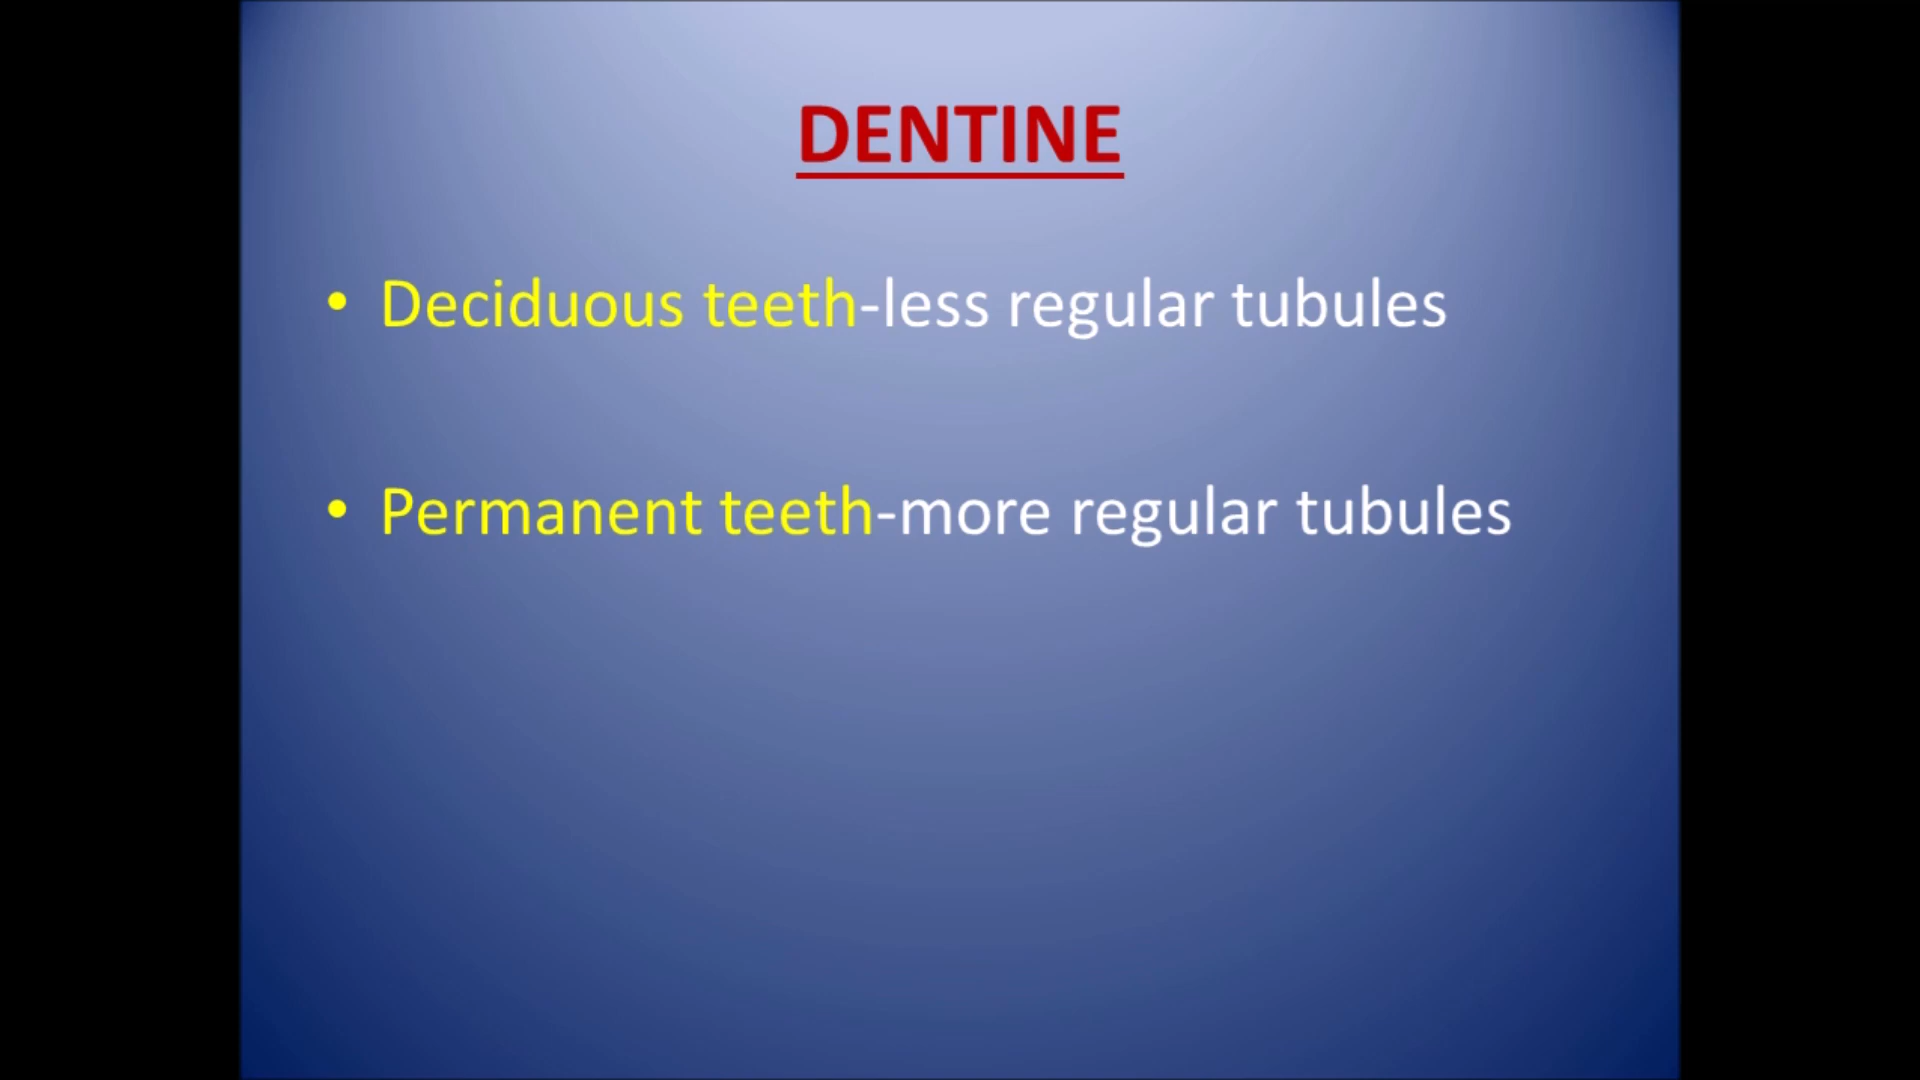 DENTINE
• Deciduous teeth-less regular tubules
• Permanent teeth-more regular tubules